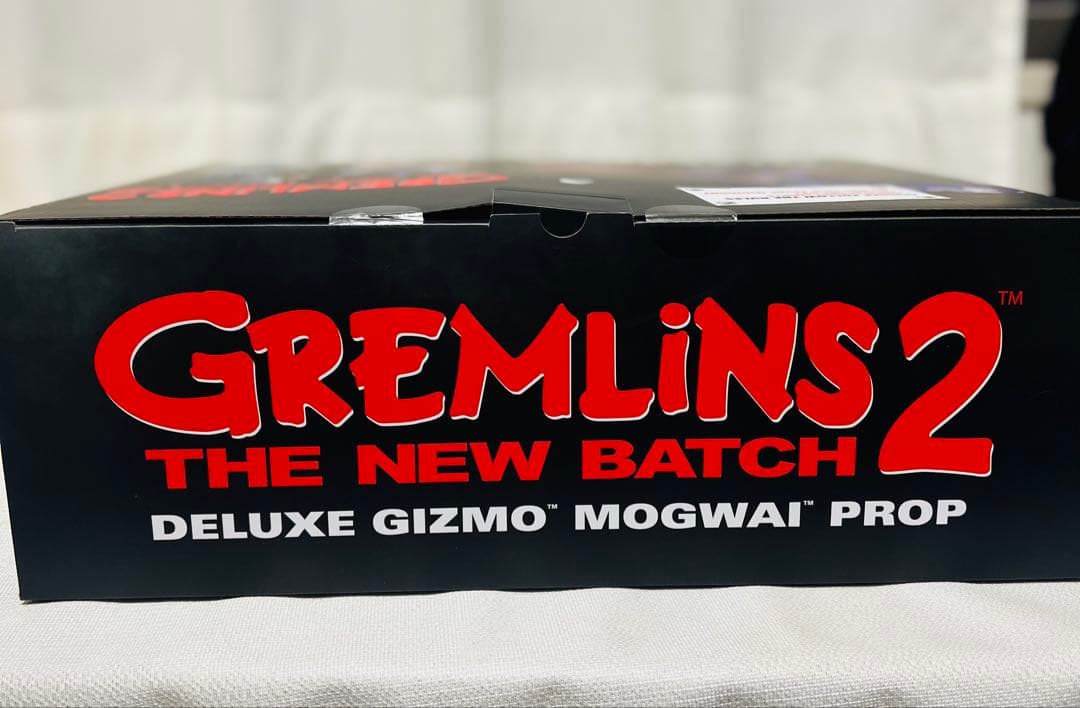 GREMLiNS 2™
THE NEW BATCH
DELUXE GIZMO™ MOGWAI™ PROP